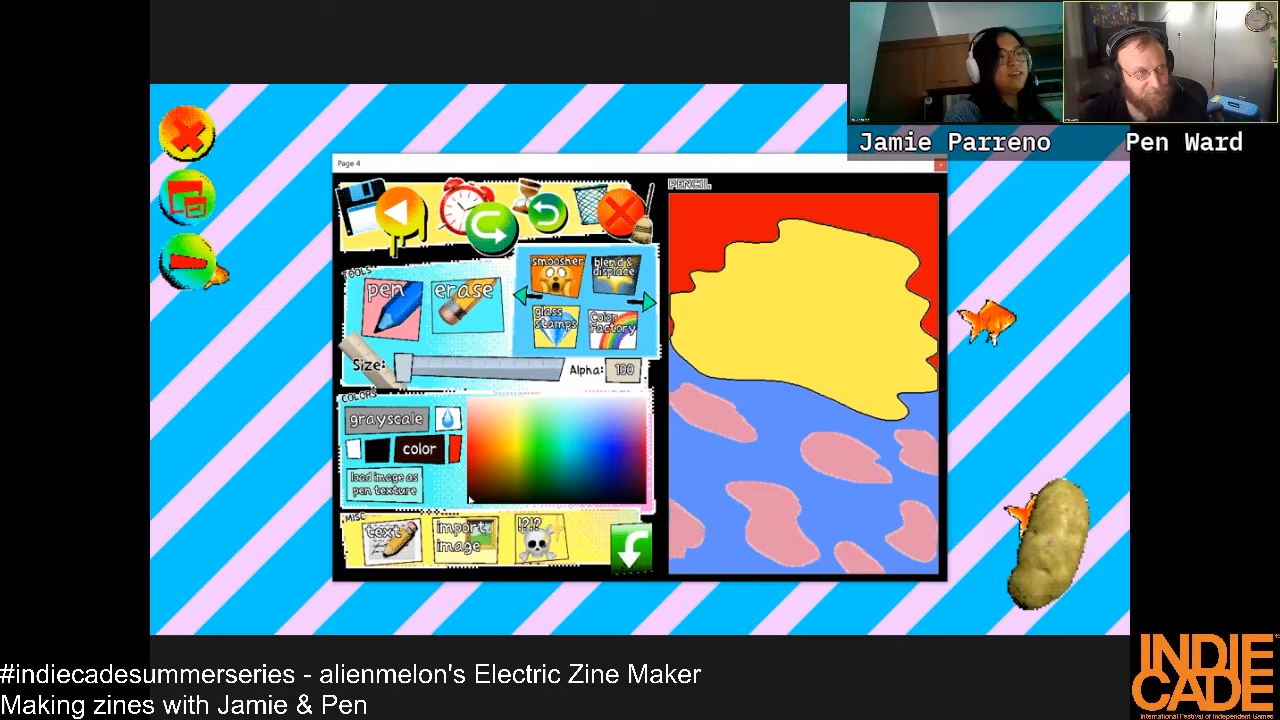 Jamie Parreno
Pen Ward
Page 4
PENCIL
TOOLS
pen
erase
smoosher
blend &
displace
glass
stamps
Color
Factory
Size:
Alpha: 100
COLORS
grayscale
color
load image as
pen texture
MISC
text
import
image
!?!?
#indiecadesummerseries - alienmelon's Electric Zine Maker
Making zines with Jamie & Pen
INDIE
CADE
International Festival of Independent Games